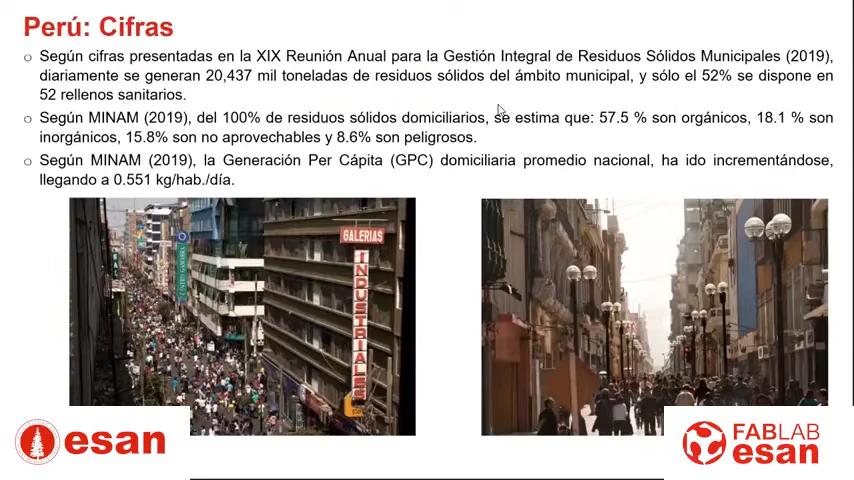 Perú: Cifras
Según cifras presentadas en la XIX Reunión Anual para la Gestión Integral de Residuos Sólidos Municipales (2019),
diariamente se generan 20,437 mil toneladas de residuos sólidos del ámbito municipal, y sólo el 52% se dispone en
52 rellenos sanitarios.
Según MINAM (2019), del 100% de residuos sólidos domiciliarios, se estima que: 57.5 % son orgánicos, 18.1 % son
inorgánicos, 15.8% son no aprovechables y 8.6% son peligrosos.
Según MINAM (2019), la Generación Per Cápita (GPC) domiciliaria promedio nacional, ha ido incrementándose,
llegando a 0.551 kg/hab./día.
GALERIAS
INDUSTRIALES
esan
FABLAB
esan